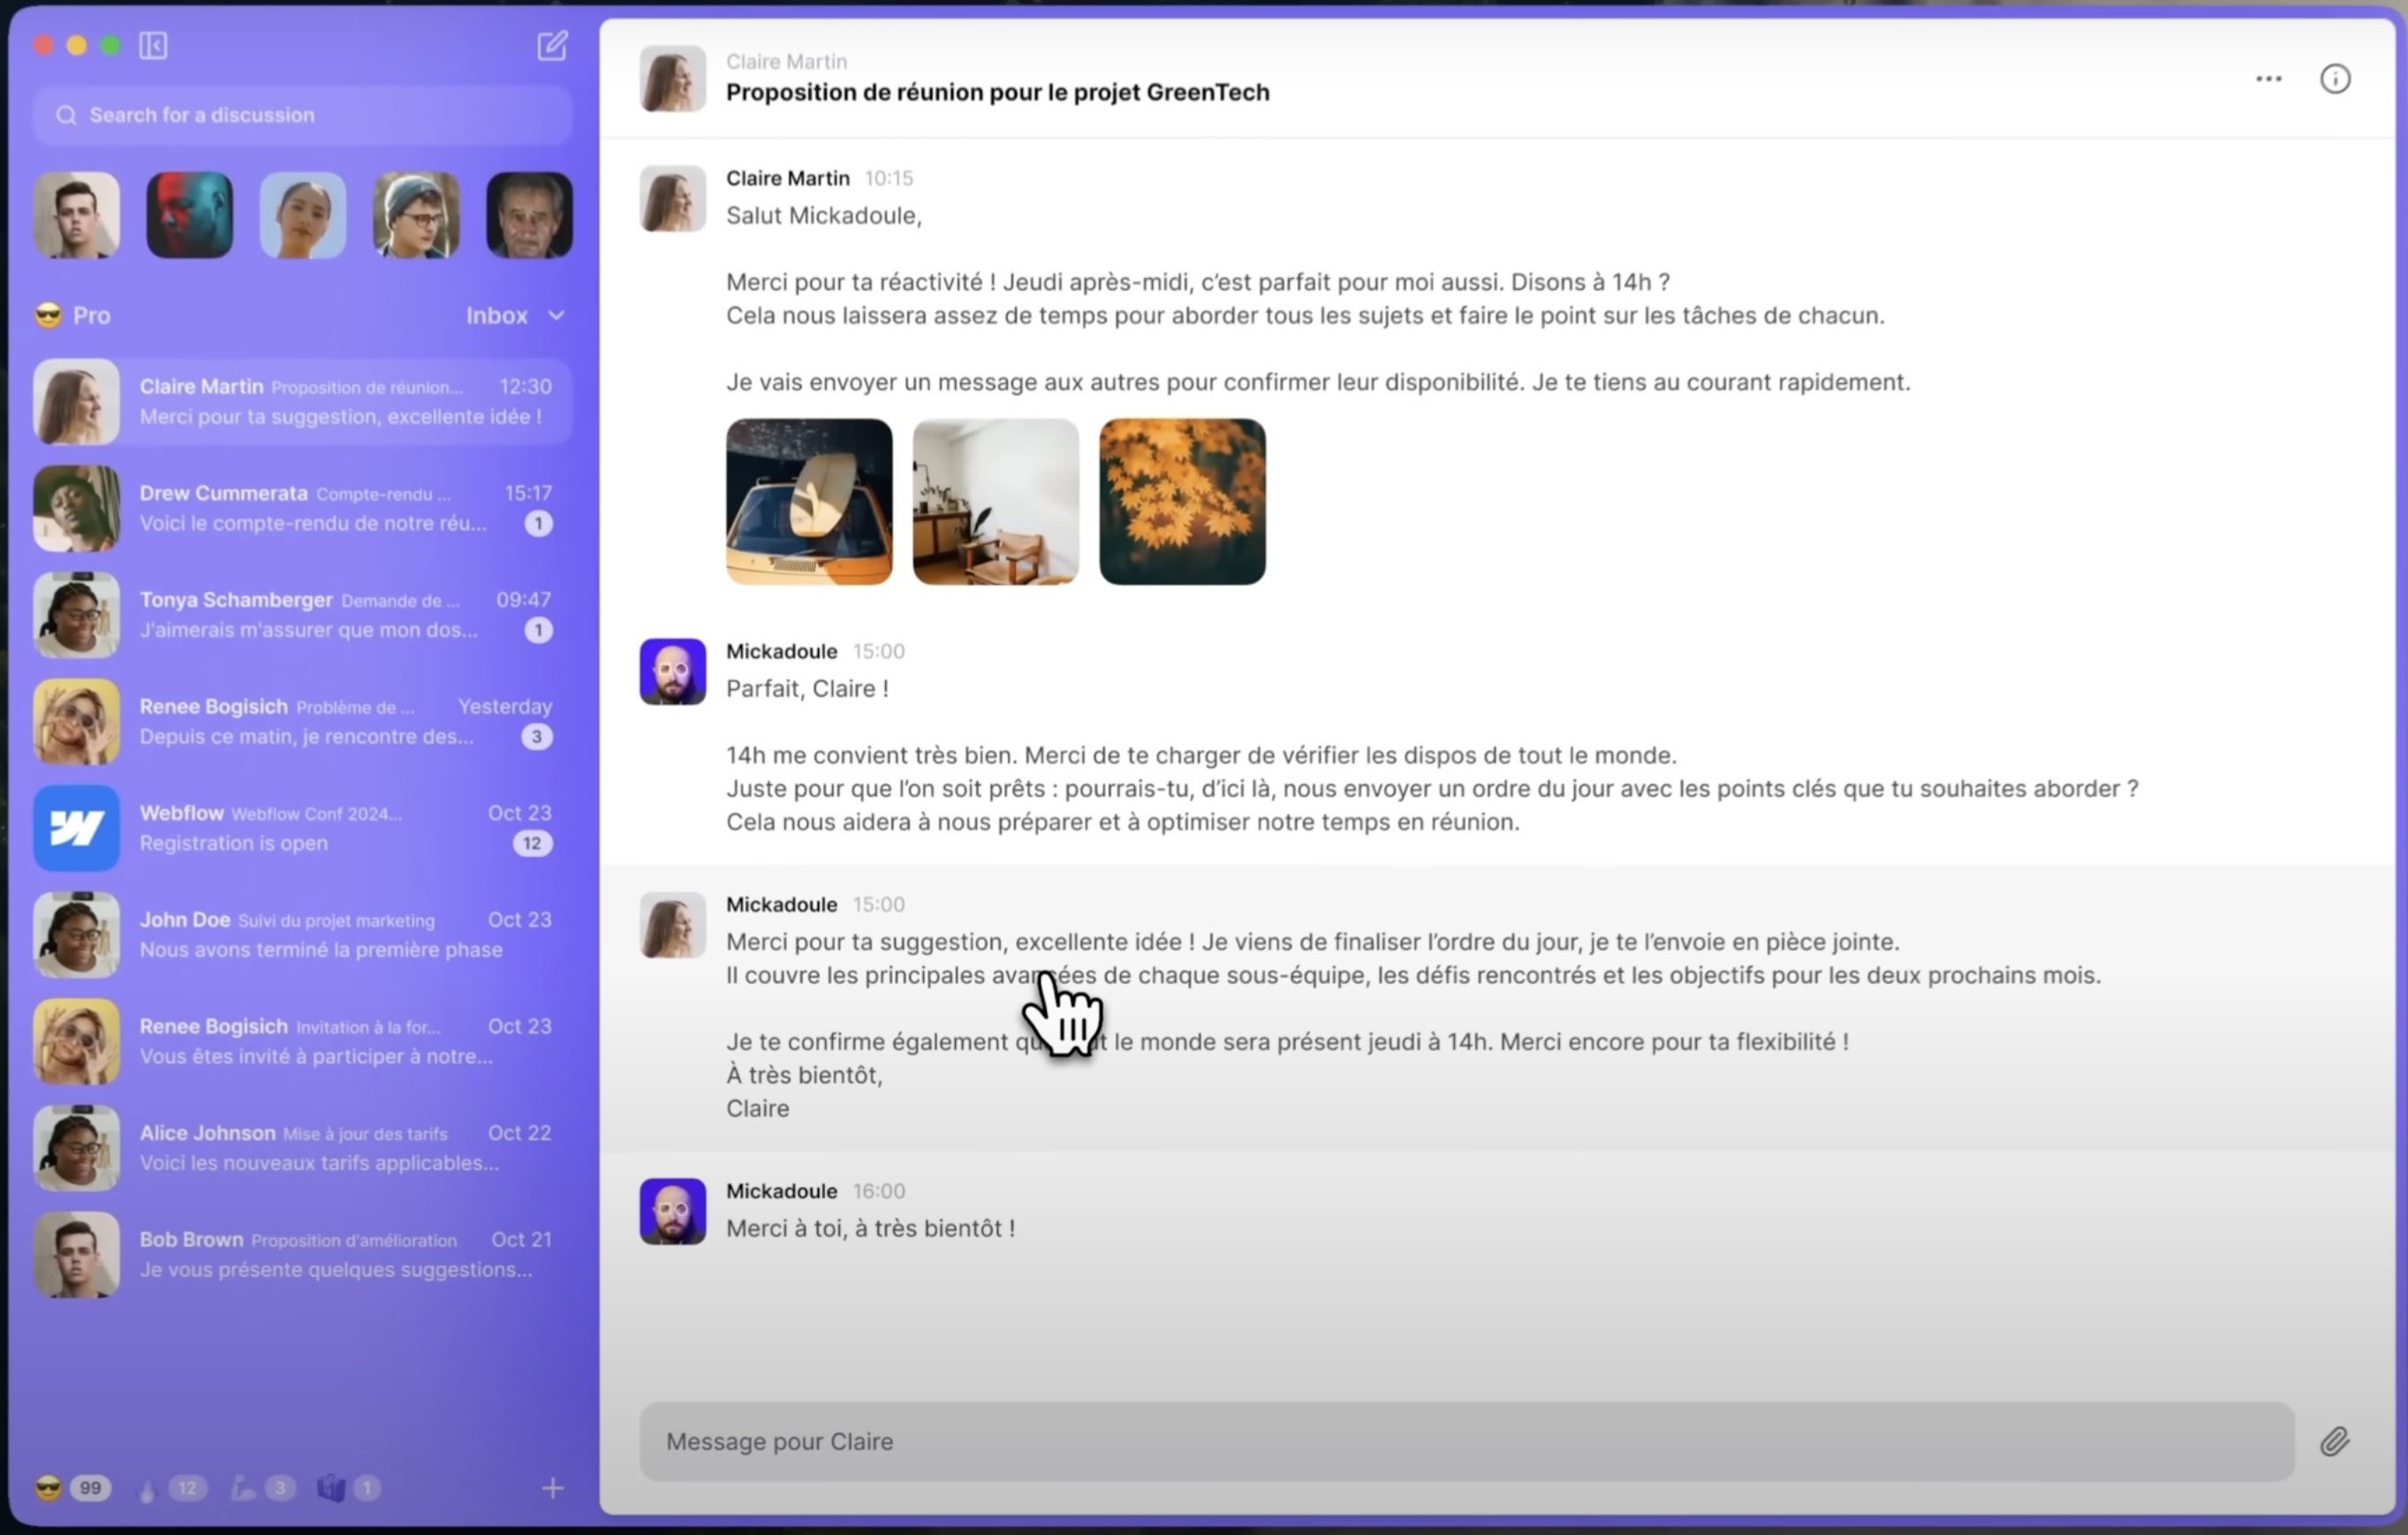 Search for a discussion
😎 Pro
Inbox
Claire Martin Proposition de réunion... 12:30
Merci pour ta suggestion, excellente idée !
Drew Cummerata Compte-rendu ... 15:17
Voici le compte-rendu de notre réu... 1
Tonya Schamberger Demande de ... 09:47
J'aimerais m'assurer que mon dos... 1
Renee Bogisich Problème de ... Yesterday
Depuis ce matin, je rencontre des... 3
Webflow Webflow Conf 2024... Oct 23
Registration is open 12
John Doe Suivi du projet marketing Oct 23
Nous avons terminé la première phase
Renee Bogisich Invitation à la for... Oct 23
Vous êtes invité à participer à notre...
Alice Johnson Mise à jour des tarifs Oct 22
Voici les nouveaux tarifs applicables...
Bob Brown Proposition d'amélioration Oct 21
Je vous présente quelques suggestions...
99 12 3 1
Claire Martin
Proposition de réunion pour le projet GreenTech
Claire Martin 10:15
Salut Mickadoule,
Merci pour ta réactivité ! Jeudi après-midi, c’est parfait pour moi aussi. Disons à 14h ?
Cela nous laissera assez de temps pour aborder tous les sujets et faire le point sur les tâches de chacun.
Je vais envoyer un message aux autres pour confirmer leur disponibilité. Je te tiens au courant rapidement.
Mickadoule 15:00
Parfait, Claire !
14h me convient très bien. Merci de te charger de vérifier les dispos de tout le monde.
Juste pour que l’on soit prêts : pourrais-tu, d’ici là, nous envoyer un ordre du jour avec les points clés que tu souhaites aborder ?
Cela nous aidera à nous préparer et à optimiser notre temps en réunion.
Mickadoule 15:00
Merci pour ta suggestion, excellente idée ! Je viens de finaliser l’ordre du jour, je te l’envoie en pièce jointe.
Il couvre les principales avancées de chaque sous-équipe, les défis rencontrés et les objectifs pour les deux prochains mois.
Je te confirme également le monde sera présent jeudi à 14h. Merci encore pour ta flexibilité !
À très bientôt,
Claire
Mickadoule 16:00
Merci à toi, à très bientôt !
Message pour Claire